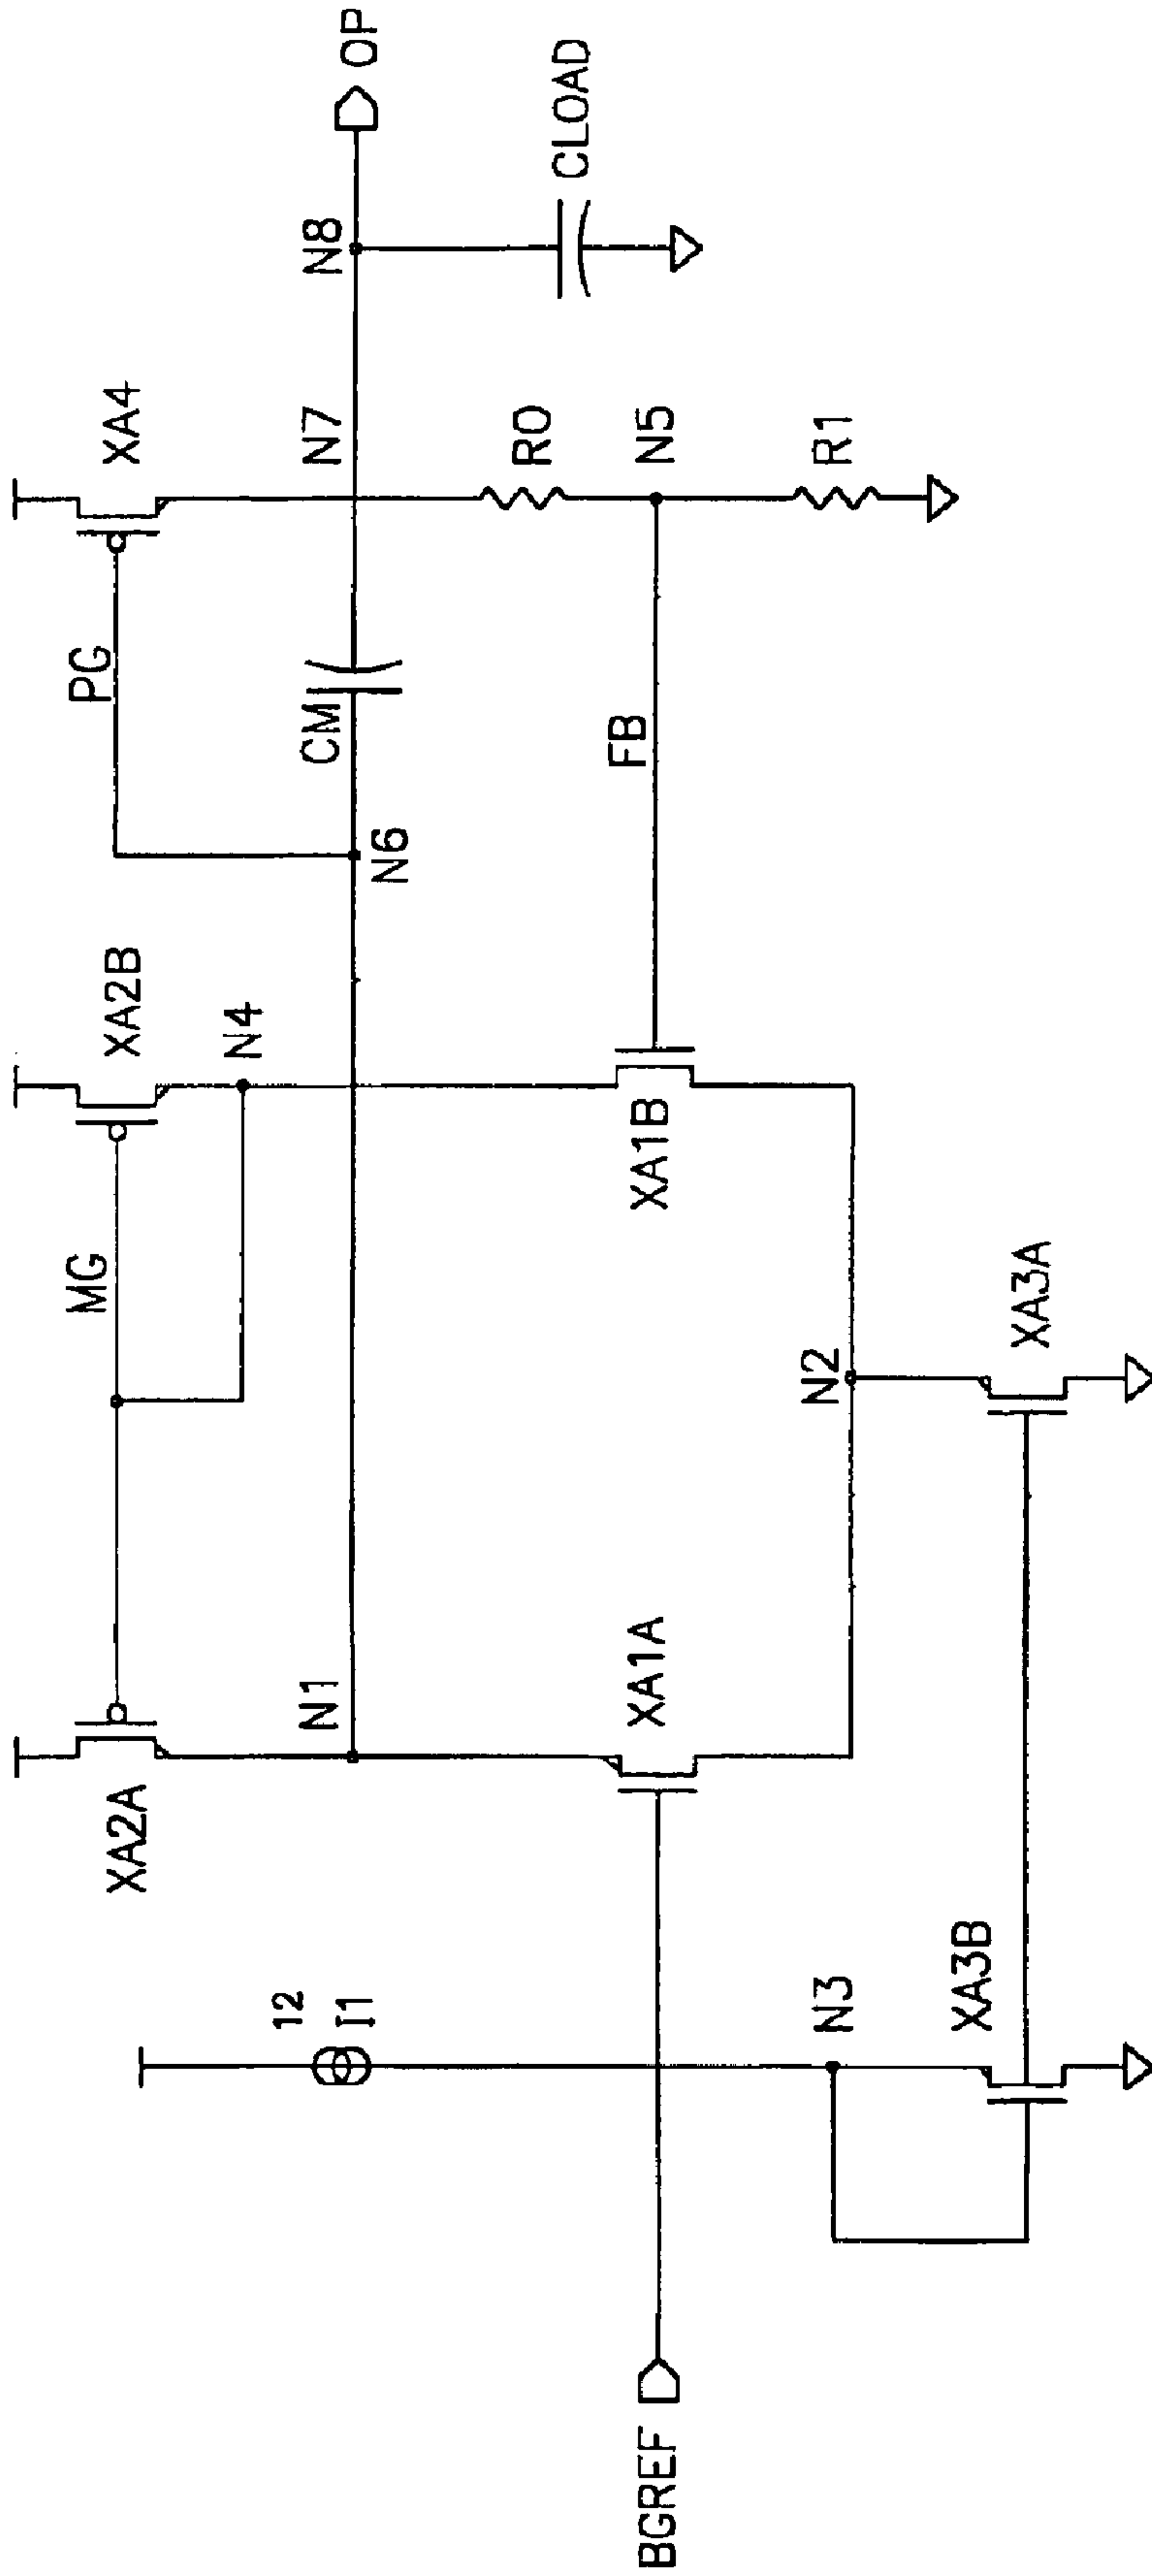 XA2A
MG
XA2B
PG
XA4
12
I1
N1
N4
N6
CM
N7
N8
OP
BGREF
XA1A
XA1B
FB
R0
N5
CLOAD
N3
N2
R1
XA3B
XA3A